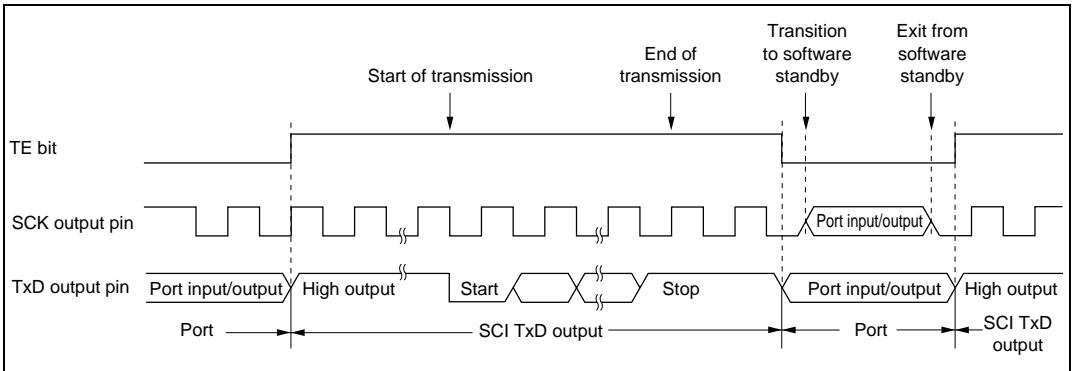 Transition
to software
standby
Exit from
software
standby
End of
transmission
Start of transmission
TE bit
SCK output pin
Port input/output
TxD output pin
Port input/output
High output
Start
Stop
Port input/output
High output
Port
SCI TxD output
Port
SCI TxD
output